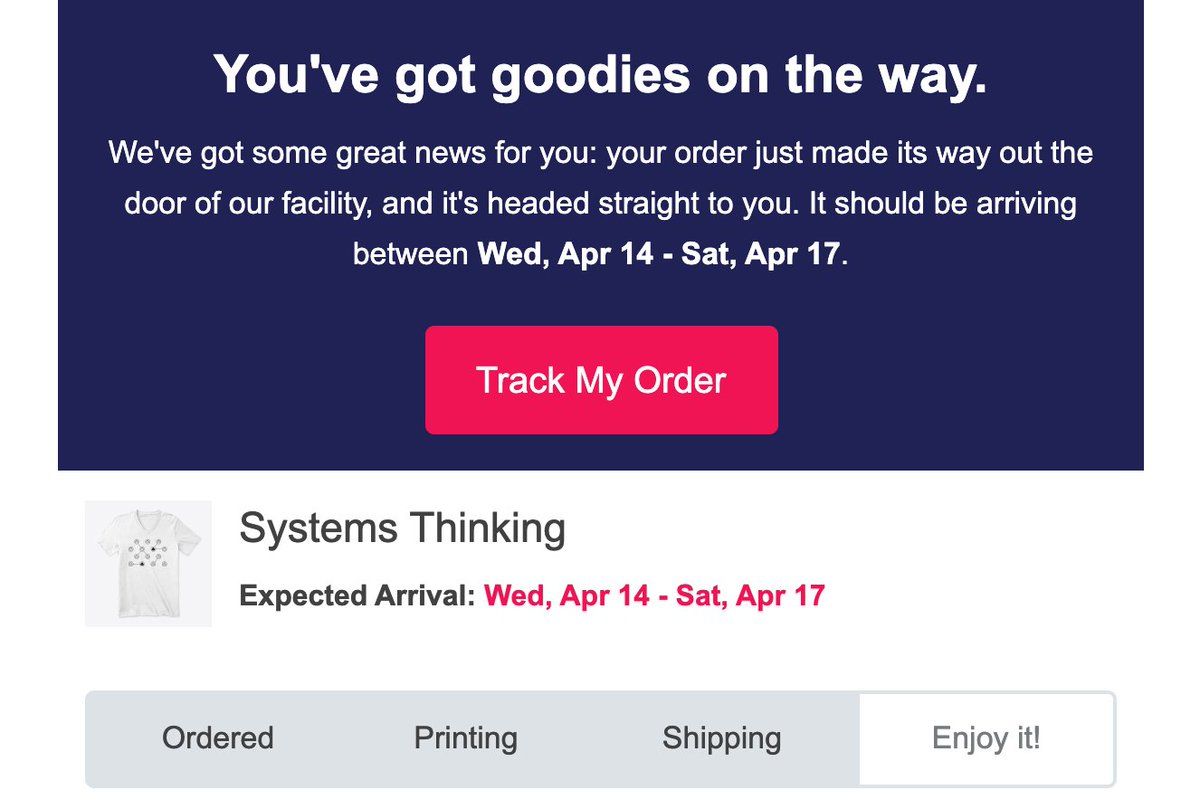 You've got goodies on the way.
We've got some great news for you: your order just made its way out the
door of our facility, and it's headed straight to you. It should be arriving
between Wed, Apr 14 - Sat, Apr 17.
Track My Order
Systems Thinking
Expected Arrival: Wed, Apr 14 - Sat, Apr 17
Ordered
Printing
Shipping
Enjoy it!